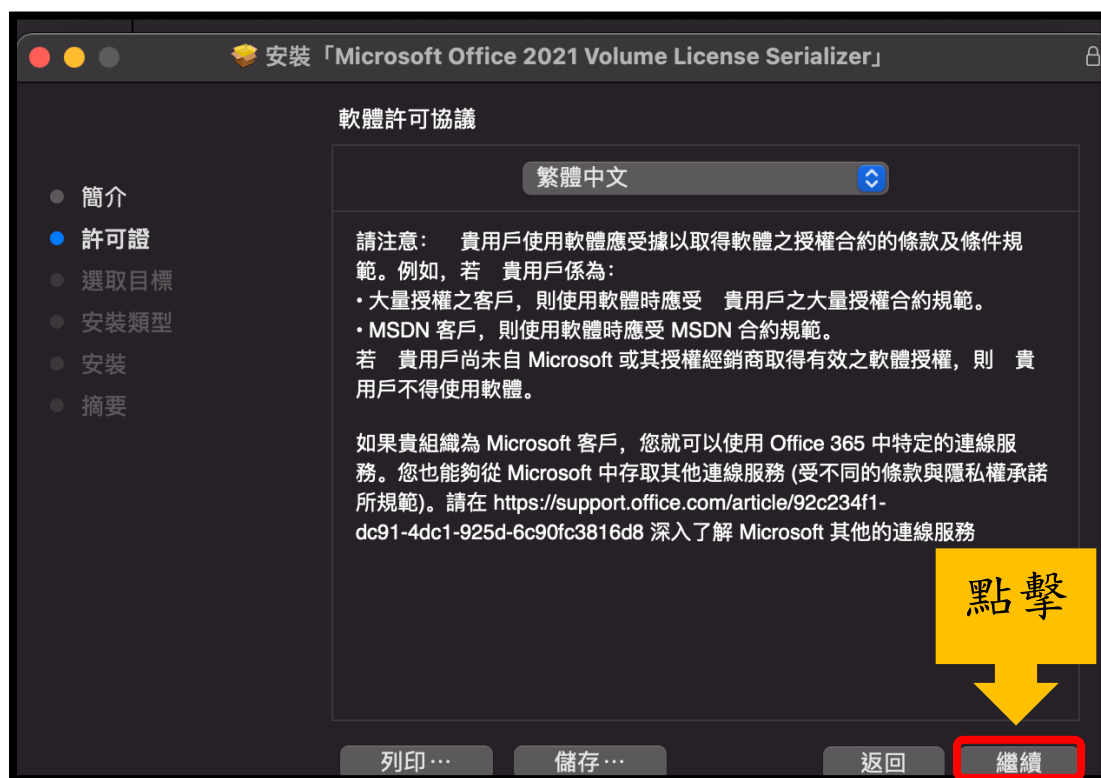 安裝「Microsoft Office 2021 Volume License Serializer」
軟體許可協議
簡介
許可證
選取目標
安裝類型
安裝
摘要
繁體中文
請注意： 貴用戶使用軟體應受據以取得軟體之授權合約的條款及條件規
範。例如，若 貴用戶係為：
• 大量授權之客戶，則使用軟體時應受 貴用戶之大量授權合約規範。
• MSDN 客戶，則使用軟體時應受 MSDN 合約規範。
若 貴用戶尚未自 Microsoft 或其授權經銷商取得有效之軟體授權，則 貴
用戶不得使用軟體。
如果貴組織為 Microsoft 客戶，您就可以使用 Office 365 中特定的連線服
務。您也能夠從 Microsoft 中存取其他連線服務 (受不同的條款與隱私權承諾
所規範)。請在 https://support.office.com/article/92c234f1-
dc91-4dc1-925d-6c90fc3816d8 深入了解 Microsoft 其他的連線服務
點擊
列印…
儲存…
返回
繼續